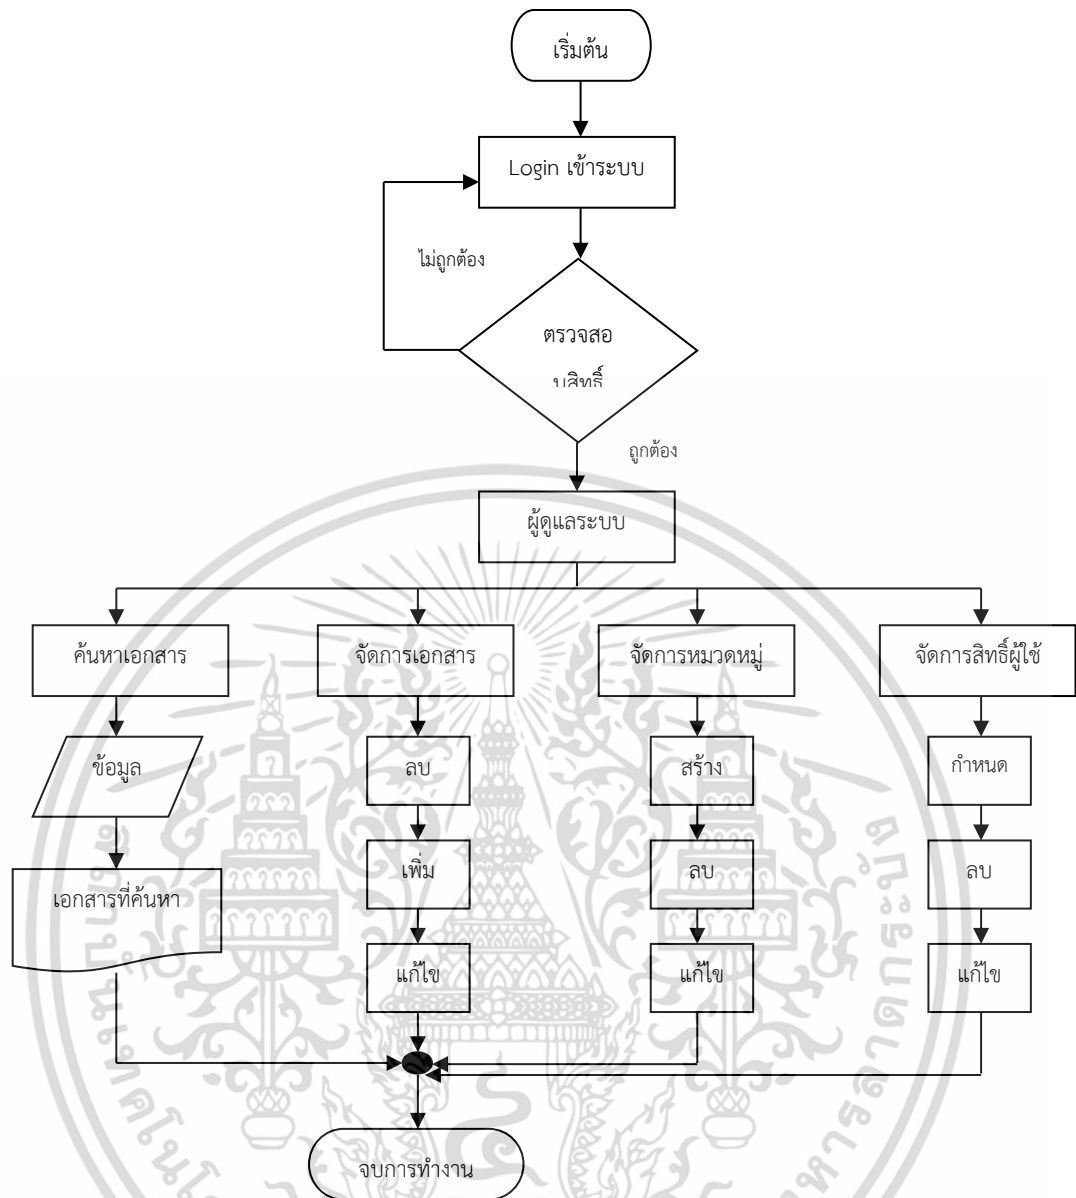 เริ่มต้น
Login เข้าระบบ
ไม่ถูกต้อง
ตรวจสอ
บสิทธิ์
ถูกต้อง
ผู้ดูแลระบบ
ค้นหาเอกสาร
จัดการเอกสาร
จัดการหมวดหมู่
จัดการสิทธิ์ผู้ใช้
ข้อมูล
ลบ
สร้าง
กำหนด
เอกสารที่ค้นหา
เพิ่ม
ลบ
ลบ
แก้ไข
แก้ไข
แก้ไข
จบการทำงาน